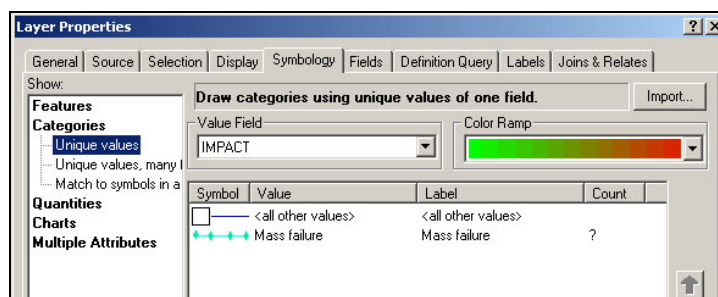 Layer Properties
General Source Selection Display Symbology Fields Definition Query Labels Joins & Relates
Show:
Features
Categories
Unique values
Unique values, many
Match to symbols in a
Quantities
Charts
Multiple Attributes
Draw categories using unique values of one field.
Import...
Value Field
IMPACT
Color Ramp
Symbol Value Label Count
<all other values> <all other values>
Mass failure Mass failure ?